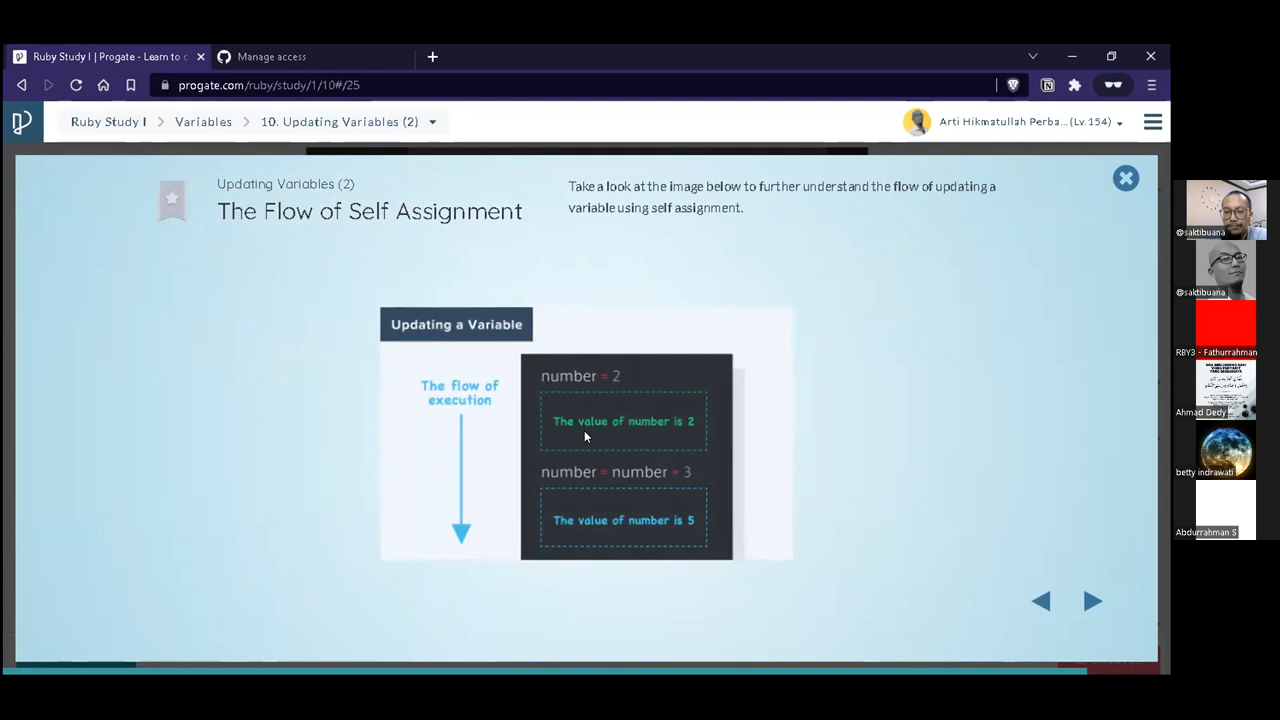 Ruby Study I | Progate - Learn to c
Manage access
progate.com/ruby/study/1/10#/25
Ruby Study I
Variables
10. Updating Variables (2)
Arti Hikmatullah Perba...(Lv.154)
Updating Variables (2)
The Flow of Self Assignment
Take a look at the image below to further understand the flow of updating a
variable using self assignment.
Updating a Variable
The flow of
execution
number = 2
The value of number is 2
number = number + 3
The value of number is 5
@saktibuana
@saktibuana
RBY3 - Fathurrahman
Ahmad Dedy
betty indrawati
Abdurrahman S